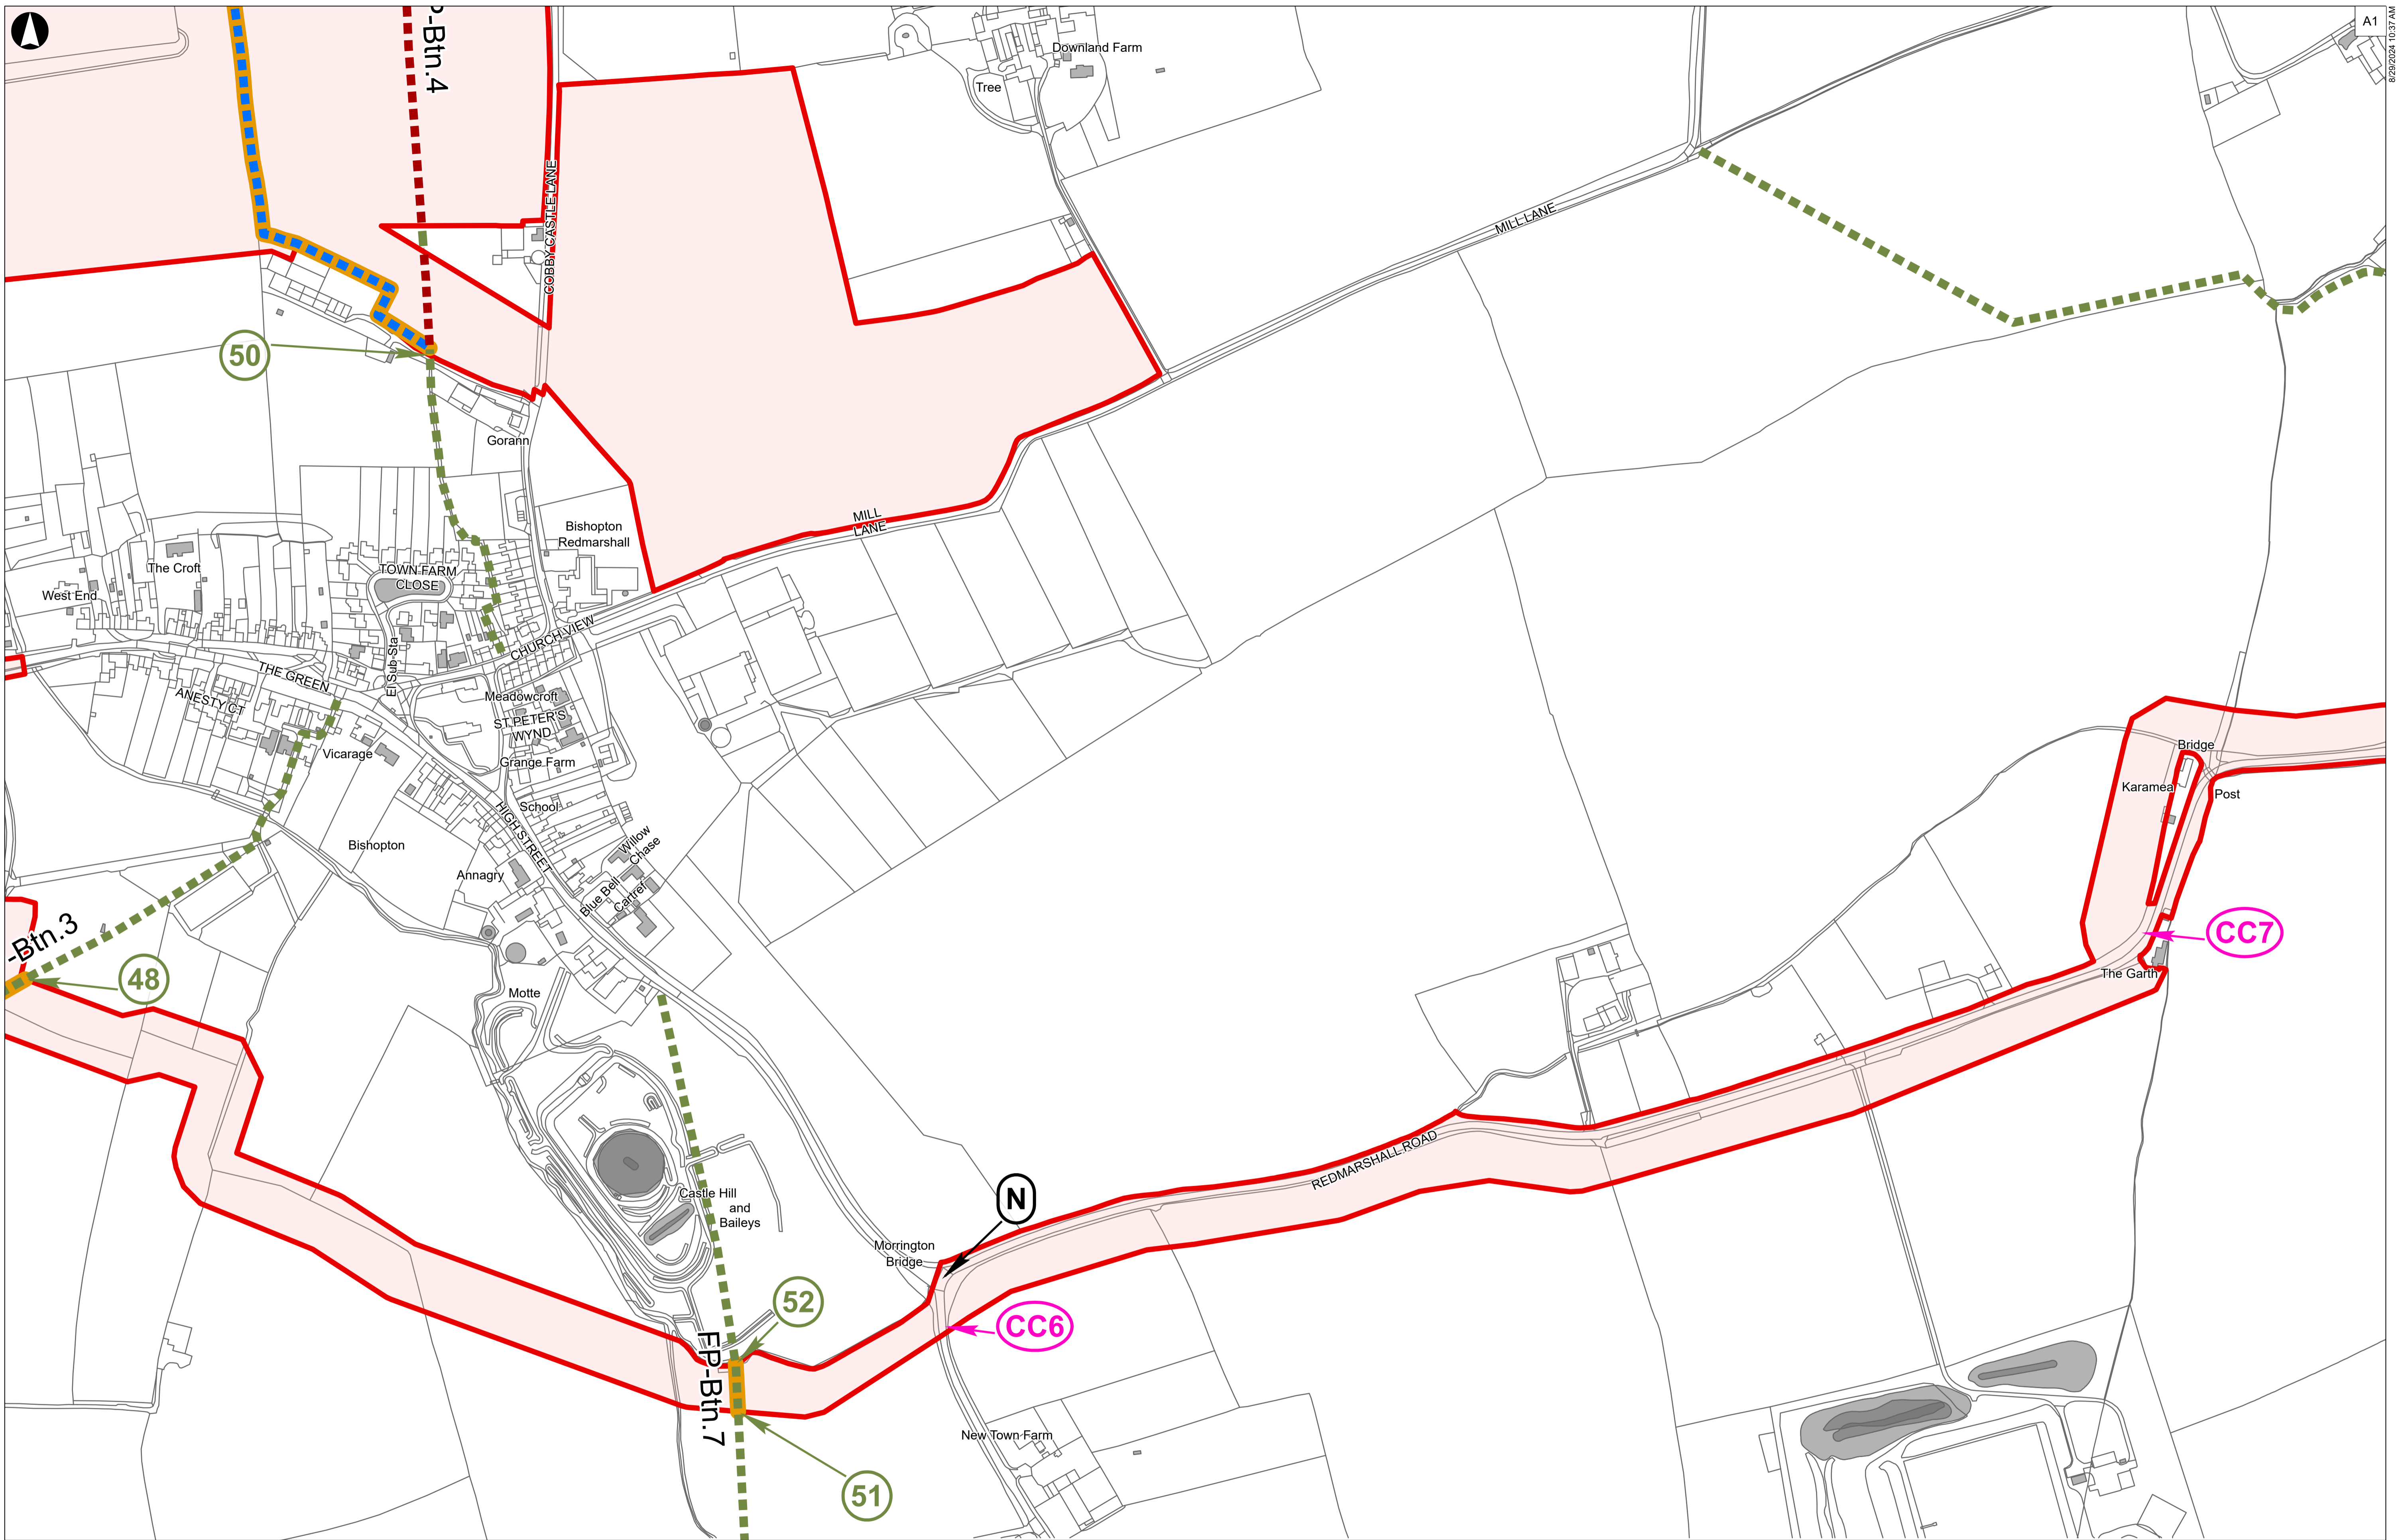 A1
8/29/2024 10:37 AM
P-Btn.4
Downland Farm
Tree
COBBY CASTLE LANE
MILL LANE
50
Gorann
MILL
LANE
Bishopton
Redmarshall
TOWN FARM
CLOSE
The Croft
West End
CHURCH VIEW
El Sub Sta
THE GREEN
ANESTY CT
Meadowcroft
ST PETER'S
WYND
Vicarage
Grange Farm
Bridge
Karamea
Post
School
HIGH STREET
Bishopton
Willow
Chase
Annagry
Blue Bell
Cartref
-Btn.3
CC7
48
The Garth
Motte
REDMARSHALL ROAD
N
Castle Hill
and
Baileys
Morrington
Bridge
52
CC6
FP-Btn.7
New Town Farm
51